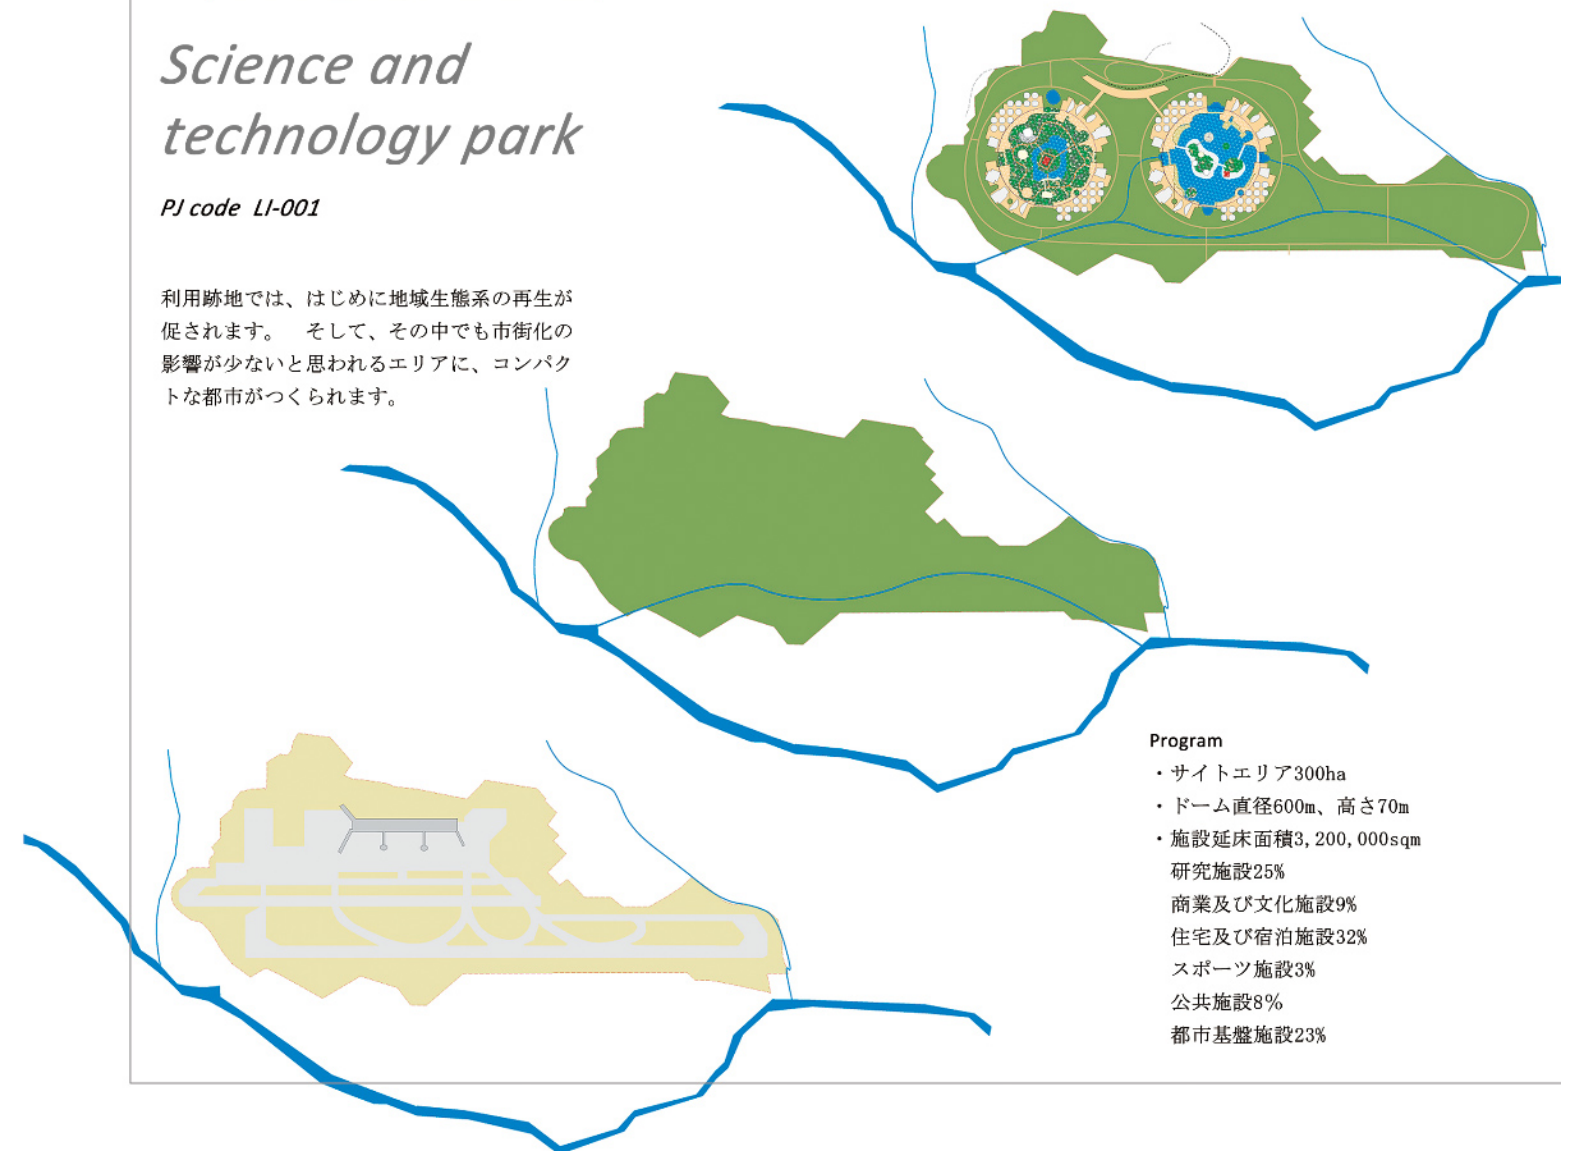 Science and
technology park
PJ code LI-001
利用跡地では、はじめに地域生態系の再生が
促されます。　そして、その中でも市街化の
影響が少ないと思われるエリアに、コンパク
トな都市がつくられます。
Program
・サイトエリア300ha
・ドーム直径600m、高さ70m
・施設延床面積3,200,000sqm
研究施設25%
商業及び文化施設9%
住宅及び宿泊施設32%
スポーツ施設3%
公共施設8％
都市基盤施設23%